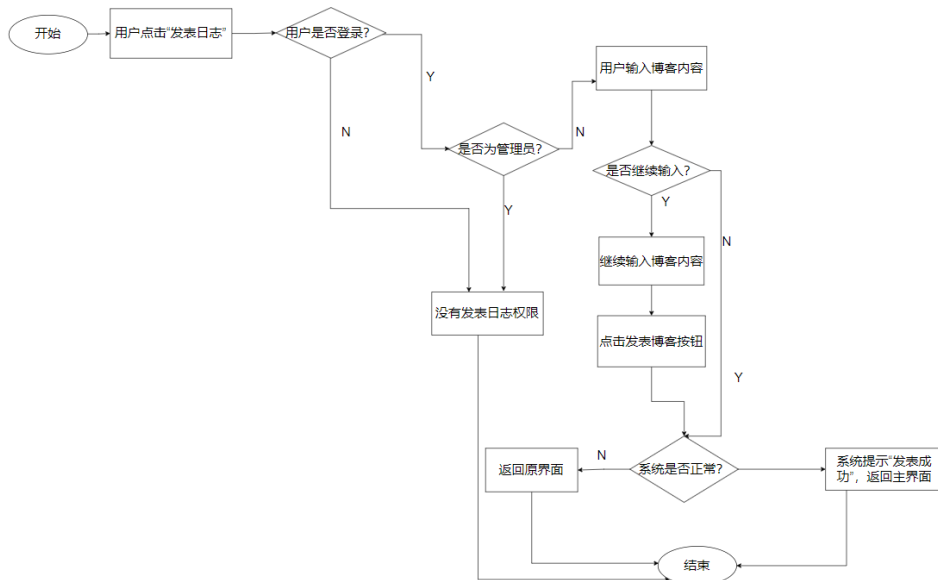 开始
用户点击"发表日志"
用户是否登录?
Y
N
是否为管理员?
N
Y
用户输入博客内容
是否继续输入?
Y
N
继续输入博客内容
没有发表日志权限
点击发表博客按钮
Y
N
返回原界面
系统是否正常?
系统提示"发表成
功",返回主界面
结束